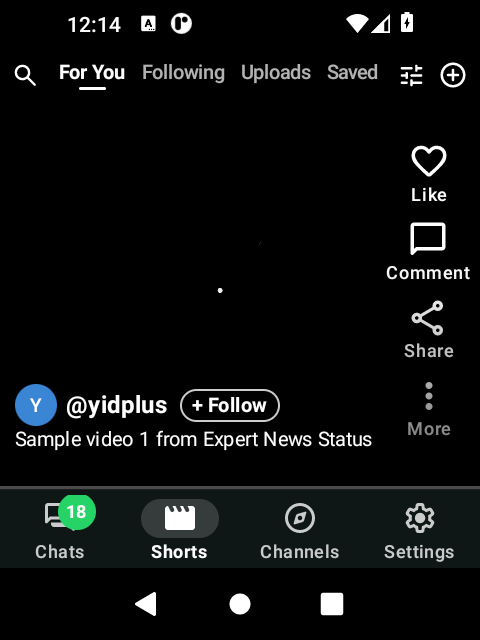 12:14 A
For You Following Uploads Saved
Like
Comment
Share
Y @yidplus + Follow
More
Sample video 1 from Expert News Status
18
Chats Shorts Channels Settings